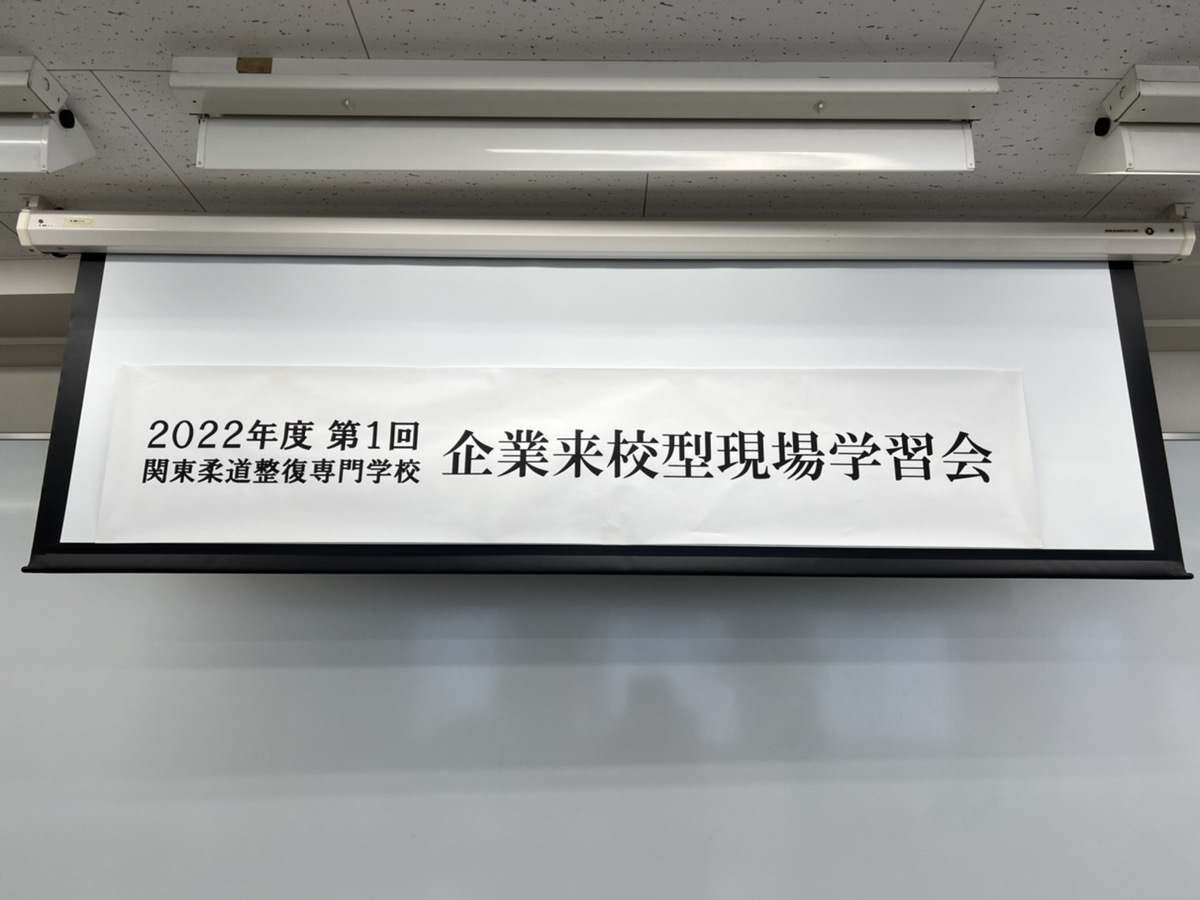 2022年度 第1回
関東柔道整復専門学校
企業来校型現場学習会